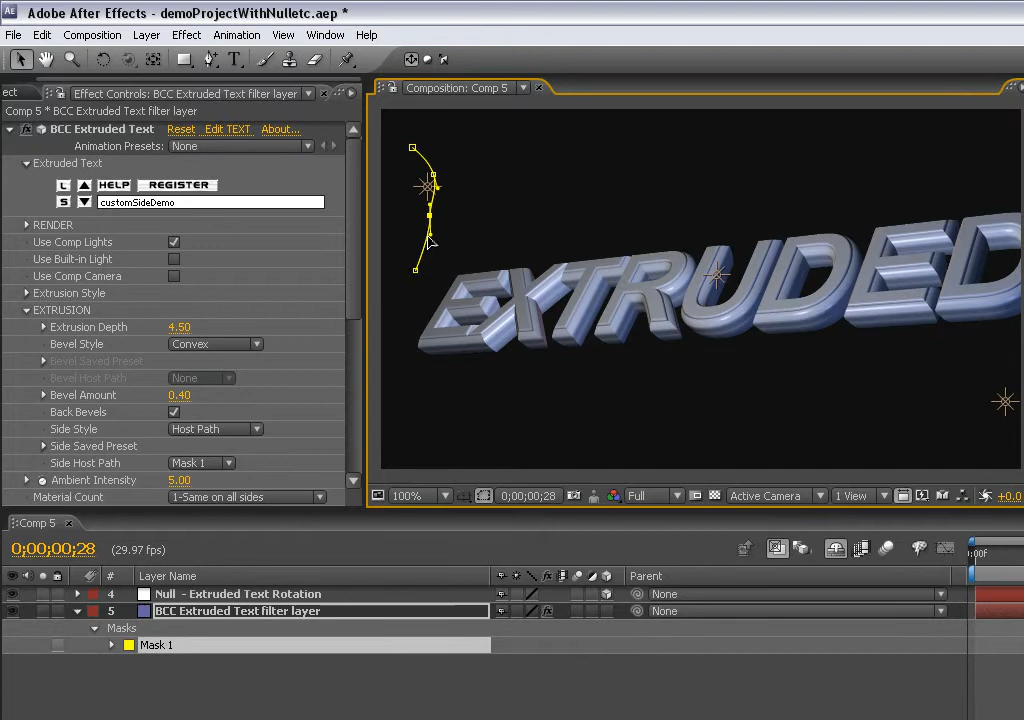 Ae Adobe After Effects - demoProjectWithNulletc.aep *
File Edit Composition Layer Effect Animation View Window Help
ect Effect Controls: BCC Extruded Text filter layer
Composition: Comp 5
Comp 5 * BCC Extruded Text filter layer
BCC Extruded Text Reset Edit TEXT About...
Animation Presets: None
Extruded Text
L HELP REGISTER
S customSideDemo
RENDER
Use Comp Lights
Use Built-in Light
Use Comp Camera
Extrusion Style
EXTRUSION
Extrusion Depth 4.50
Bevel Style Convex
Bevel Saved Preset
Bevel Host Path None
Bevel Amount 0.40
Back Bevels
Side Style Host Path
Side Saved Preset
Side Host Path Mask 1
Ambient Intensity 5.00
Material Count 1-Same on all sides
EXTRUDED
100% 0;00;00;28 Full Active Camera 1 View +0.0
Comp 5
0;00;00;28 (29.97 fps)
:00f
# Layer Name Parent
4 Null - Extruded Text Rotation None
5 BCC Extruded Text filter layer None
Masks
Mask 1